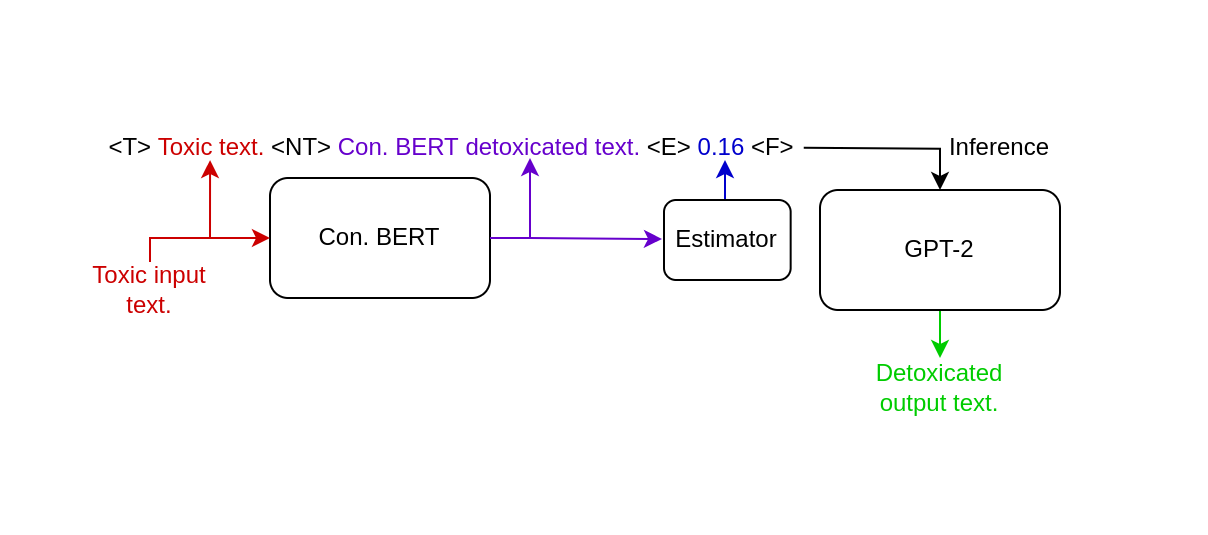 <T> Toxic text. <NT> Con. BERT detoxicated text. <E> 0.16 <F>
Inference
Con. BERT
Estimator
GPT-2
Toxic input
text.
Detoxicated
output text.